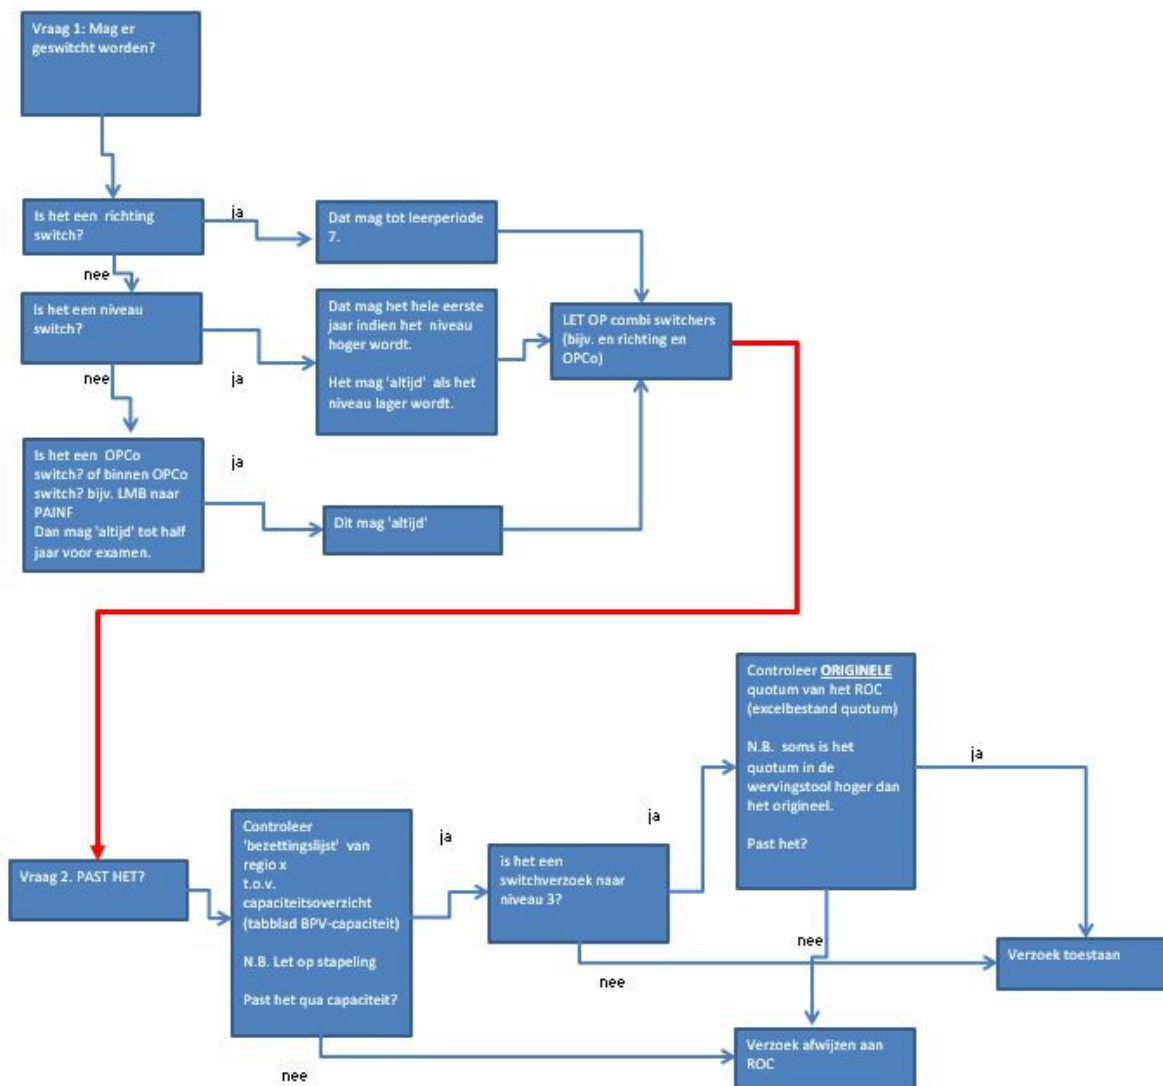 Vraag 1: Mag er
geswitcht worden?
Is het een  richting
switch?
ja
Dat mag tot leerperiode
7.
nee
Is het een niveau
switch?
ja
Dat mag het hele eerste
jaar indien het  niveau
hoger wordt.
Het mag 'altijd'  als het
niveau lager wordt.
LET OP combi switchers
(bijv. en richting en
OPCo)
nee
Is het een  OPCo
switch? of binnen OPCo
switch? bijv. LMB naar
PAINF
Dan mag 'altijd' tot half
jaar voor examen.
ja
Dit mag 'altijd'
Vraag 2. PAST HET?
Controleer
'bezettingslijst'  van
regio x
t.o.v.
capaciteitsoverzicht
(tabblad BPV-capaciteit)
N.B. Let op stapeling
Past het qua capaciteit?
ja
nee
is het een
switchverzoek naar
niveau 3?
ja
nee
Controleer ORIGINELE
quotum van het ROC
(excelbestand quotum)
N.B.  soms is het
quotum in de
wervingstool hoger dan
het origineel.
Past het?
ja
nee
Verzoek toestaan
Verzoek afwijzen aan
ROC